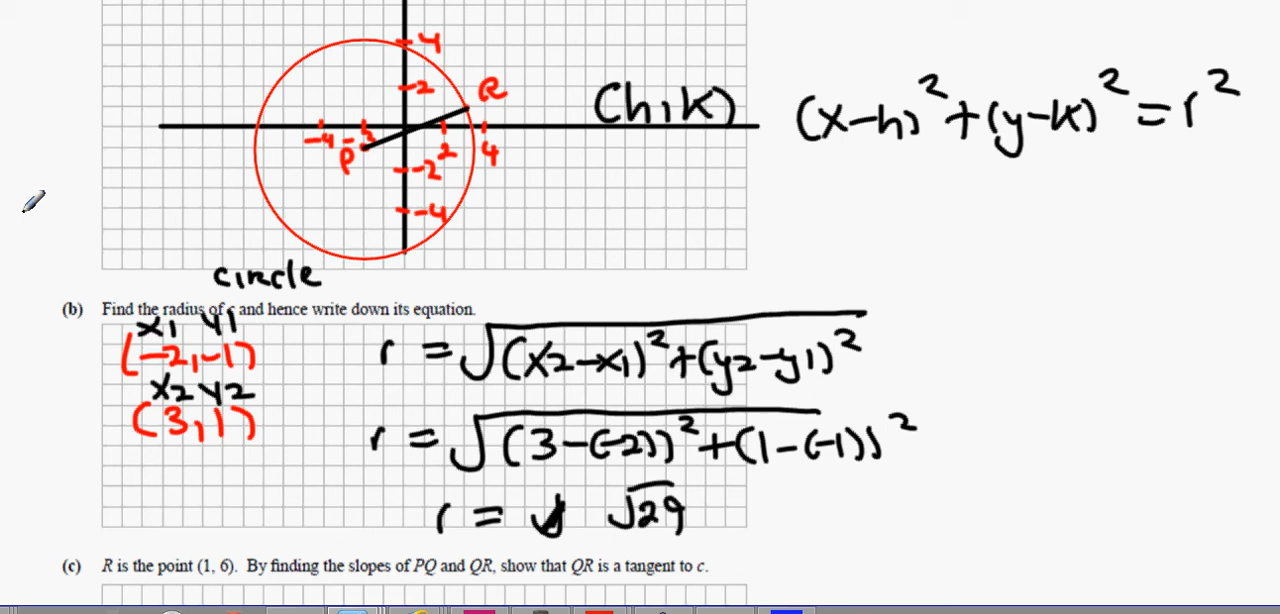 4
2
R
(h,k)
(x-h)²+(y-k)²=r²
-4
P
2
4
-2
-4
circle
(b) Find the radius of c and hence write down its equation.
x1 y1
(-2,-1)
x2 y2
(3,1)
r = √(x2-x1)²+(y2-y1)²
r = √(3-(-2))²+(1-(-1))²
r = √29
(c) R is the point (1, 6). By finding the slopes of PQ and QR, show that QR is a tangent to c.